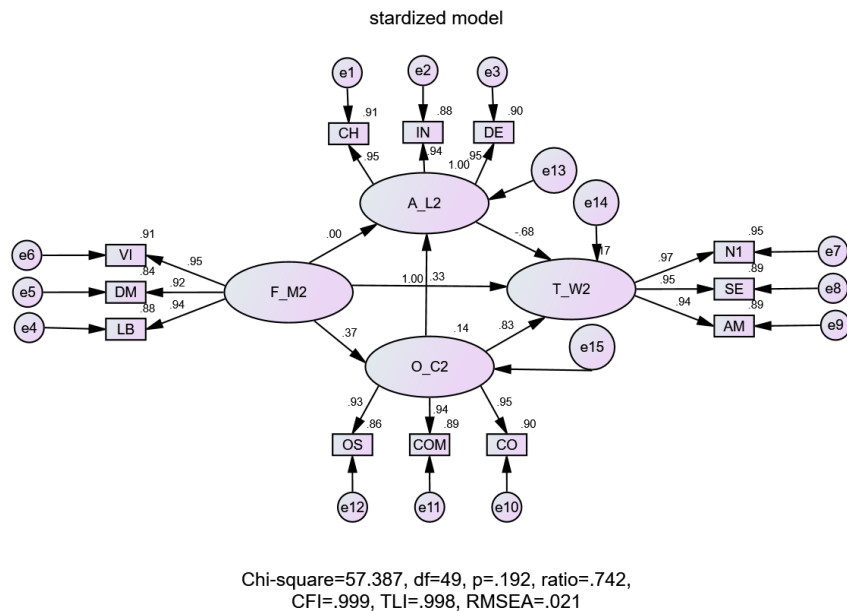 stardized model
e1
e2
e3
.91
.88
.90
CH
IN
DE
.95
.94
.95
1.00
e13
A_L2
e14
.00
-.68
.17
e6
.91
VI
.95
.95
N1
.97
e7
.84
e5
DM
.92
F_M2
1.00
.33
T_W2
.95
.89
SE
e8
.88
e4
LB
.94
.94
.89
AM
e9
.37
.14
.83
e15
O_C2
.93
.94
.95
.86
.89
.90
OS
COM
CO
e12
e11
e10
Chi-square=57.387, df=49, p=.192, ratio=.742,
CFI=.999, TLI=.998, RMSEA=.021